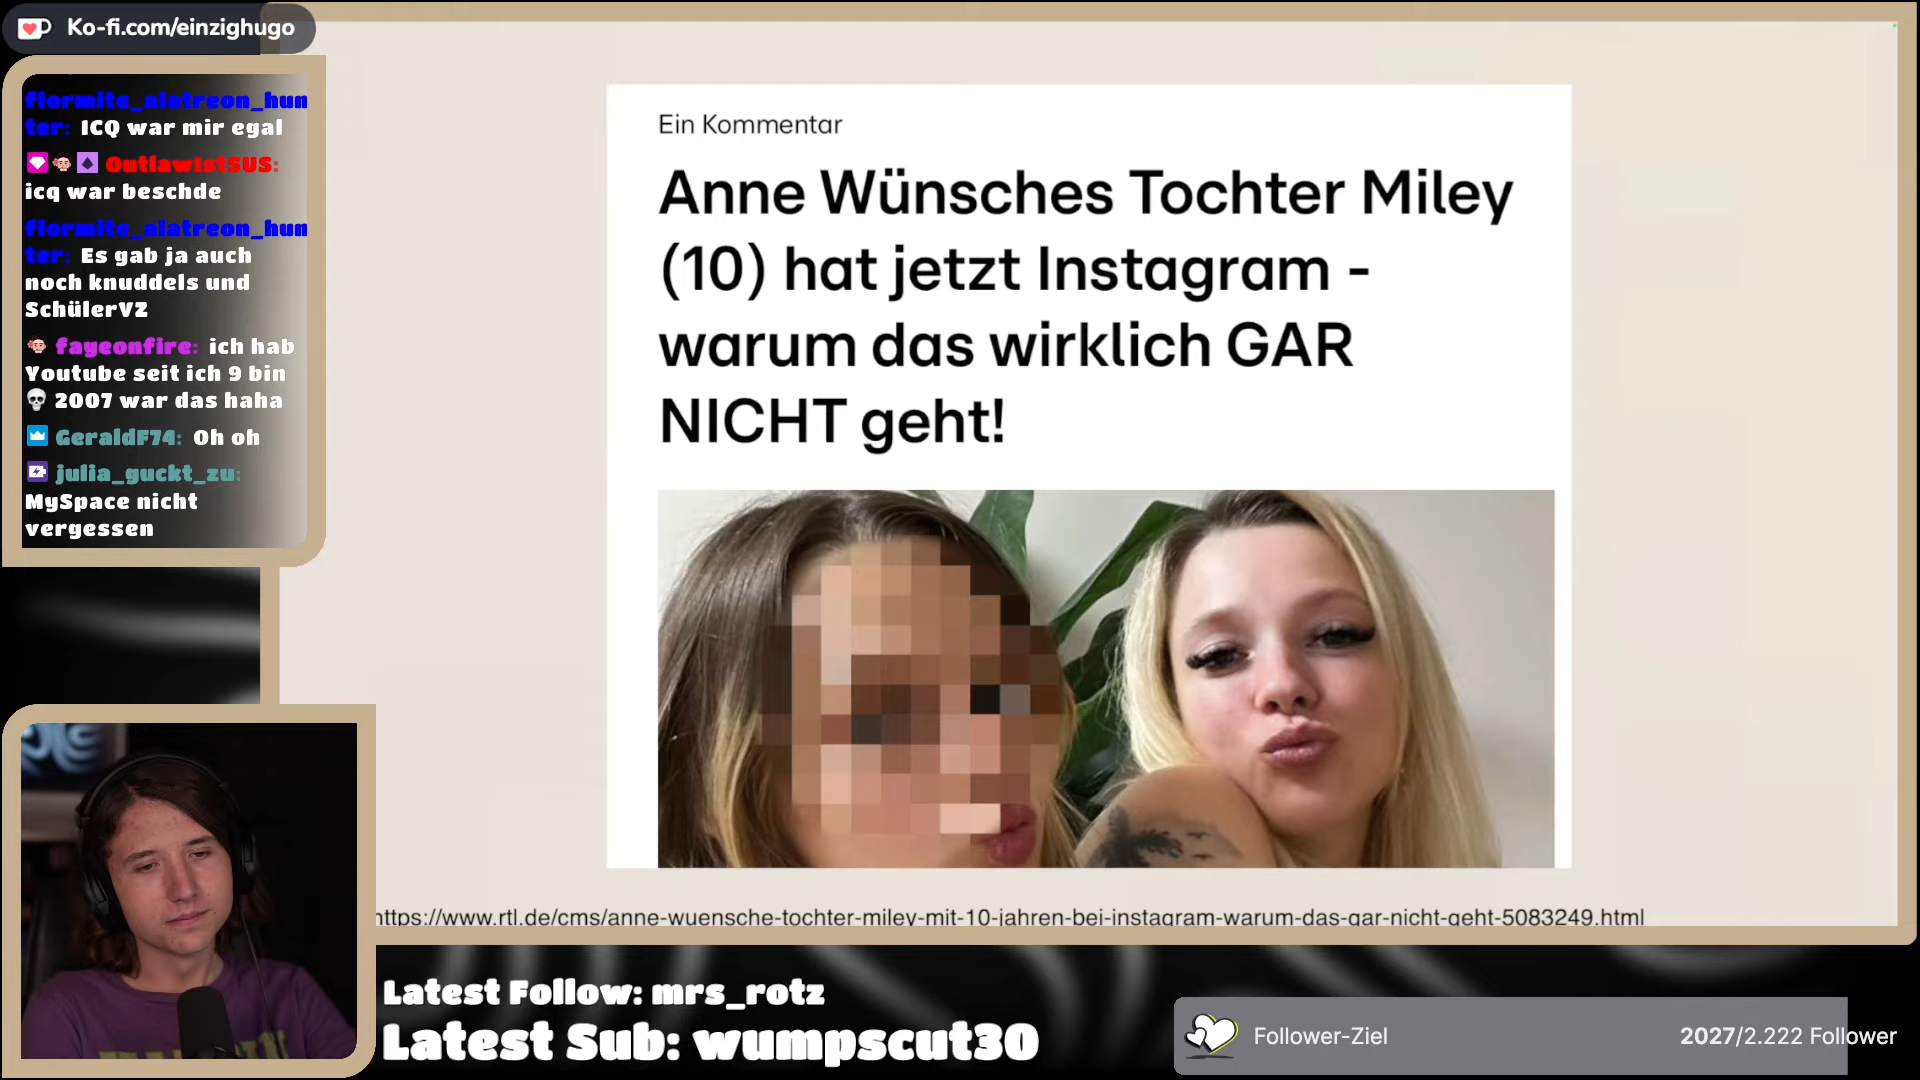 Ko-fi.com/einzighugo
flormite_alatreon_hun
ter: ICQ war mir egal
OutlawIstSUS:
icq war beschde
flormite_alatreon_hun
ter: Es gab ja auch
noch knuddels und
SchülerVZ
fayeonfire: ich hab
Youtube seit ich 9 bin
2007 war das haha
GeraldF74: Oh oh
julia_guckt_zu:
MySpace nicht
vergessen
Ein Kommentar
Anne Wünsches Tochter Miley
(10) hat jetzt Instagram -
warum das wirklich GAR
NICHT geht!
https://www.rtl.de/cms/anne-wuensche-tochter-miley-mit-10-jahren-bei-instagram-warum-das-gar-nicht-geht-5083249.html
Latest Follow: mrs_rotz
Latest Sub: wumpscut30
Follower-Ziel
2027/2.222 Follower